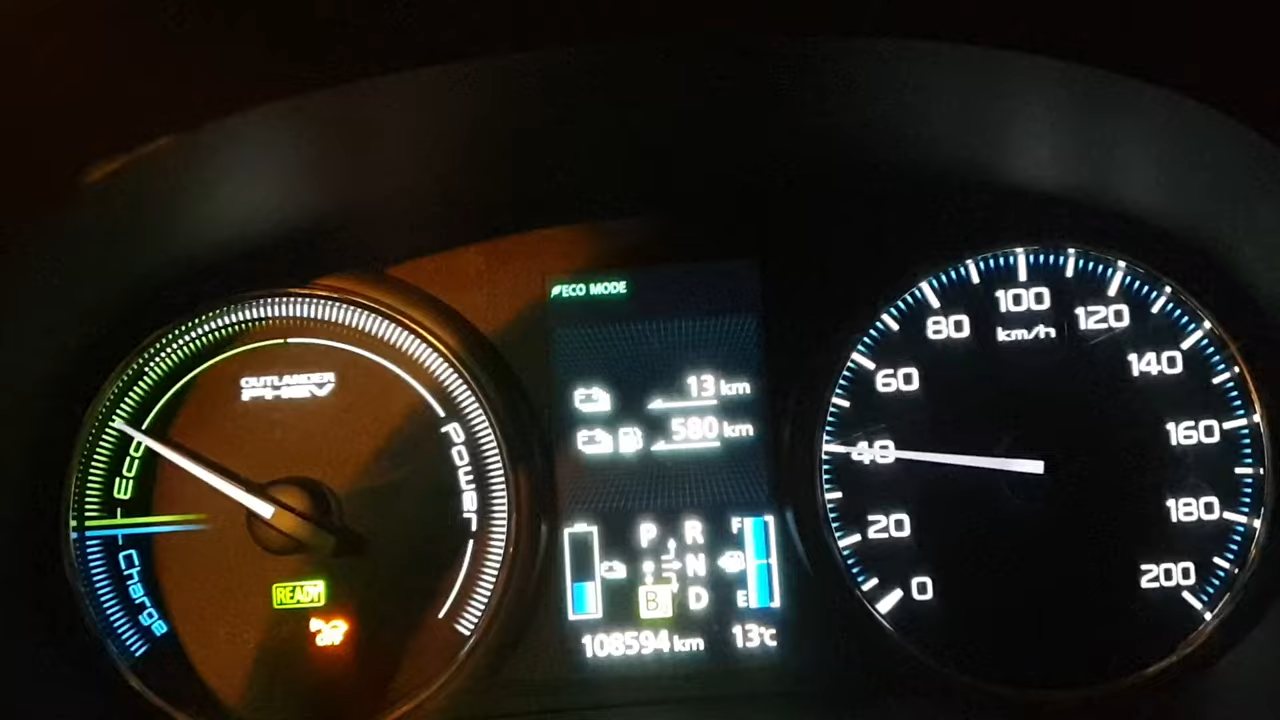 ECO MODE
OUTLANDER
PHEV
Eco
Power
Charge
READY
OFF
13 km
580 km
P R
N
B D
F
E
108594 km
13℃
0
20
40
60
80
100
120
140
160
180
200
km/h